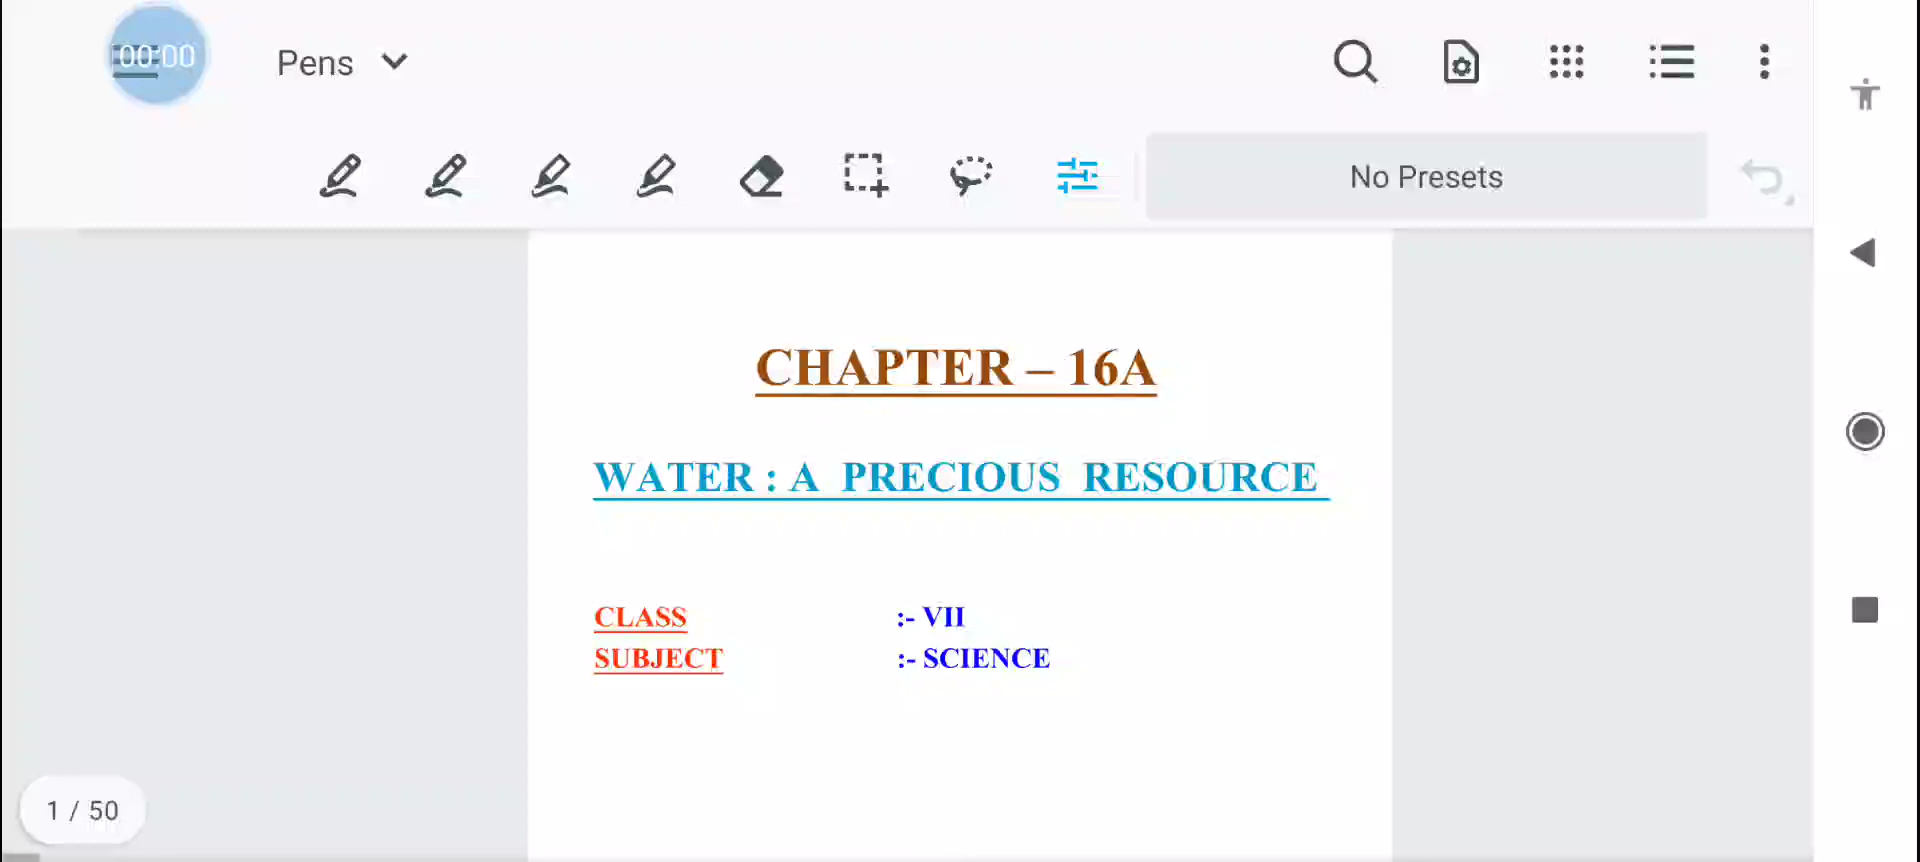 00:00
Pens
No Presets
CHAPTER – 16A
WATER : A PRECIOUS RESOURCE
CLASS :- VII
SUBJECT :- SCIENCE
1 / 50